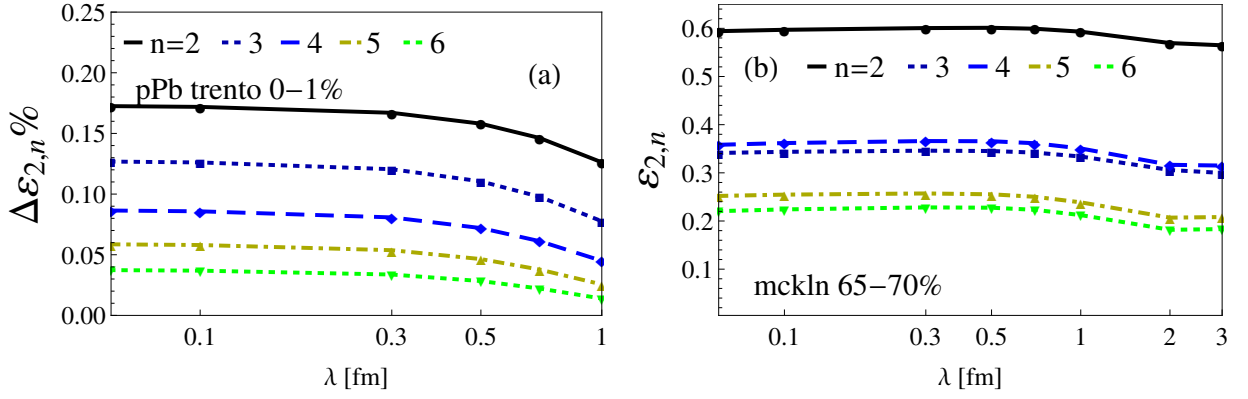 0.25
0.20
0.15
0.10
0.05
0.00
Δε2,n%
n=2 3 4 5 6
pPb trento 0−1%
(a)
0.1 0.3 0.5 1
λ [fm]
0.6
0.5
0.4
0.3
0.2
0.1
ε2,n
(b)
n=2 3 4 5 6
mckln 65−70%
0.1 0.3 0.5 1 2 3
λ [fm]